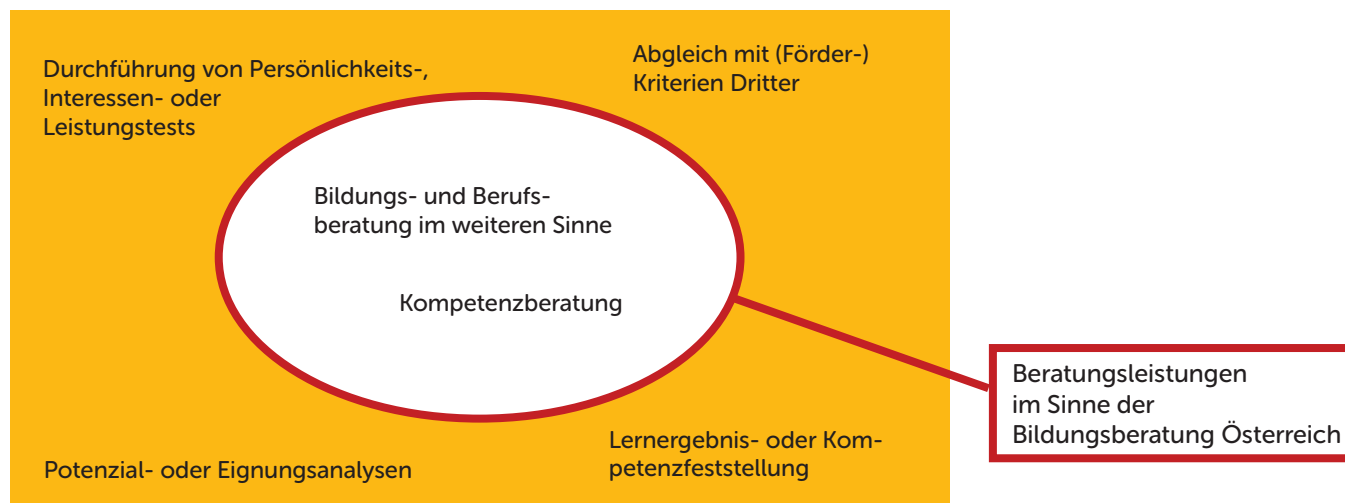 Durchführung von Persönlichkeits-,
Interessen- oder
Leistungstests
Abgleich mit (Förder-)
Kriterien Dritter
Bildungs- und Berufs-
beratung im weiteren Sinne
Kompetenzberatung
Beratungsleistungen
im Sinne der
Bildungsberatung Österreich
Potenzial- oder Eignungsanalysen
Lernergebnis- oder Kom-
petenzfeststellung